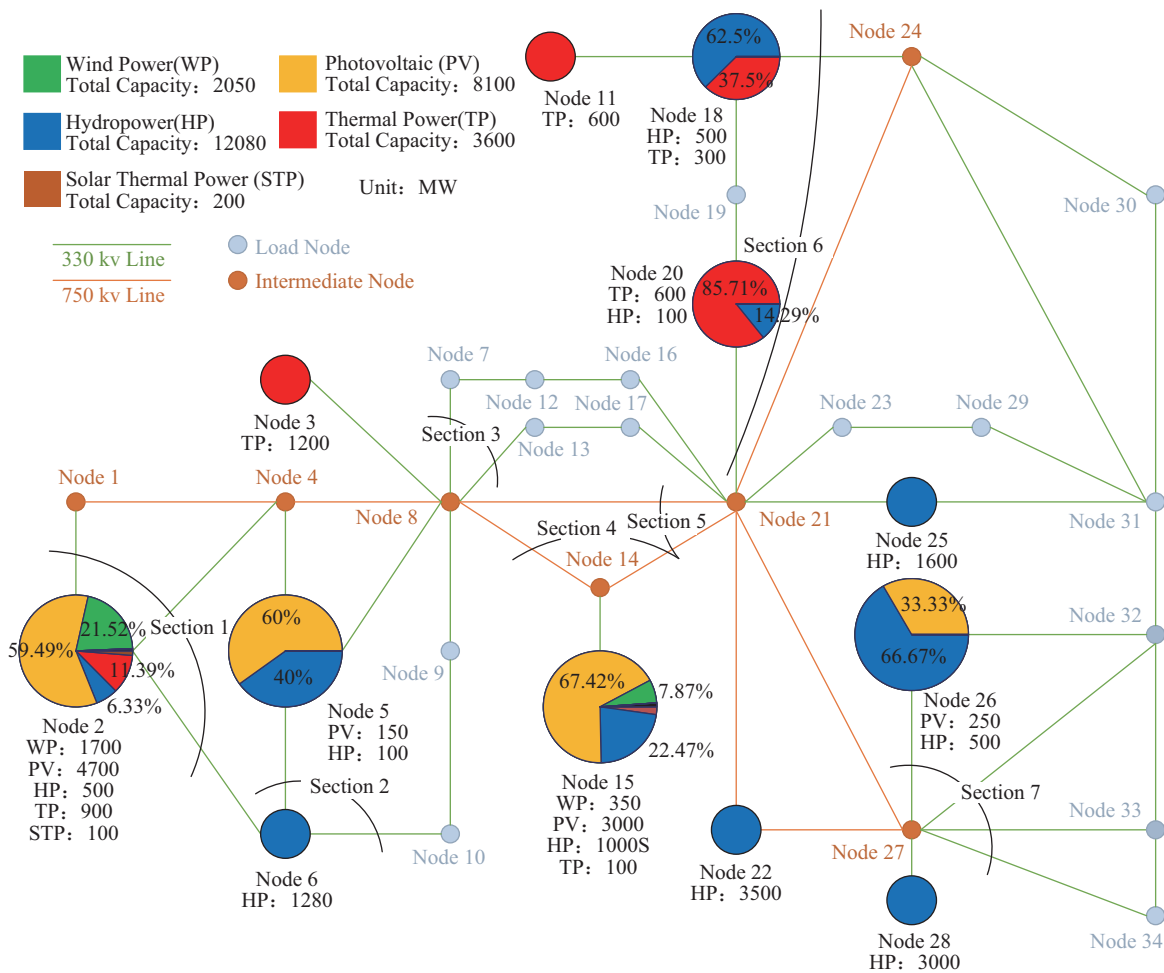 Wind Power(WP)
Total Capacity: 2050
Photovoltaic (PV)
Total Capacity: 8100
Hydropower(HP)
Total Capacity: 12080
Thermal Power(TP)
Total Capacity: 3600
Solar Thermal Power (STP)
Total Capacity: 200
Unit: MW
330 kv Line
750 kv Line
Load Node
Intermediate Node
Node 11
TP: 600
62.5%
37.5%
Node 18
HP: 500
TP: 300
Node 24
Node 19
Node 30
Section 6
Node 20
TP: 600
HP: 100
85.71%
14.29%
Node 3
TP: 1200
Node 7
Node 12
Node 16
Node 17
Node 13
Section 3
Node 23
Node 29
Node 1
Node 4
Node 8
Section 4
Section 5
Node 14
Node 21
Node 25
HP: 1600
Node 31
Section 1
59.49%
21.52%
11.39%
6.33%
Node 2
WP: 1700
PV: 4700
HP: 500
TP: 900
STP: 100
60%
40%
Node 5
PV: 150
HP: 100
Node 9
67.42%
7.87%
22.47%
Node 15
WP: 350
PV: 3000
HP: 1000S
TP: 100
33.33%
66.67%
Node 26
PV: 250
HP: 500
Node 32
Section 2
Node 6
HP: 1280
Node 10
Node 22
HP: 3500
Node 27
Section 7
Node 33
Node 28
HP: 3000
Node 34